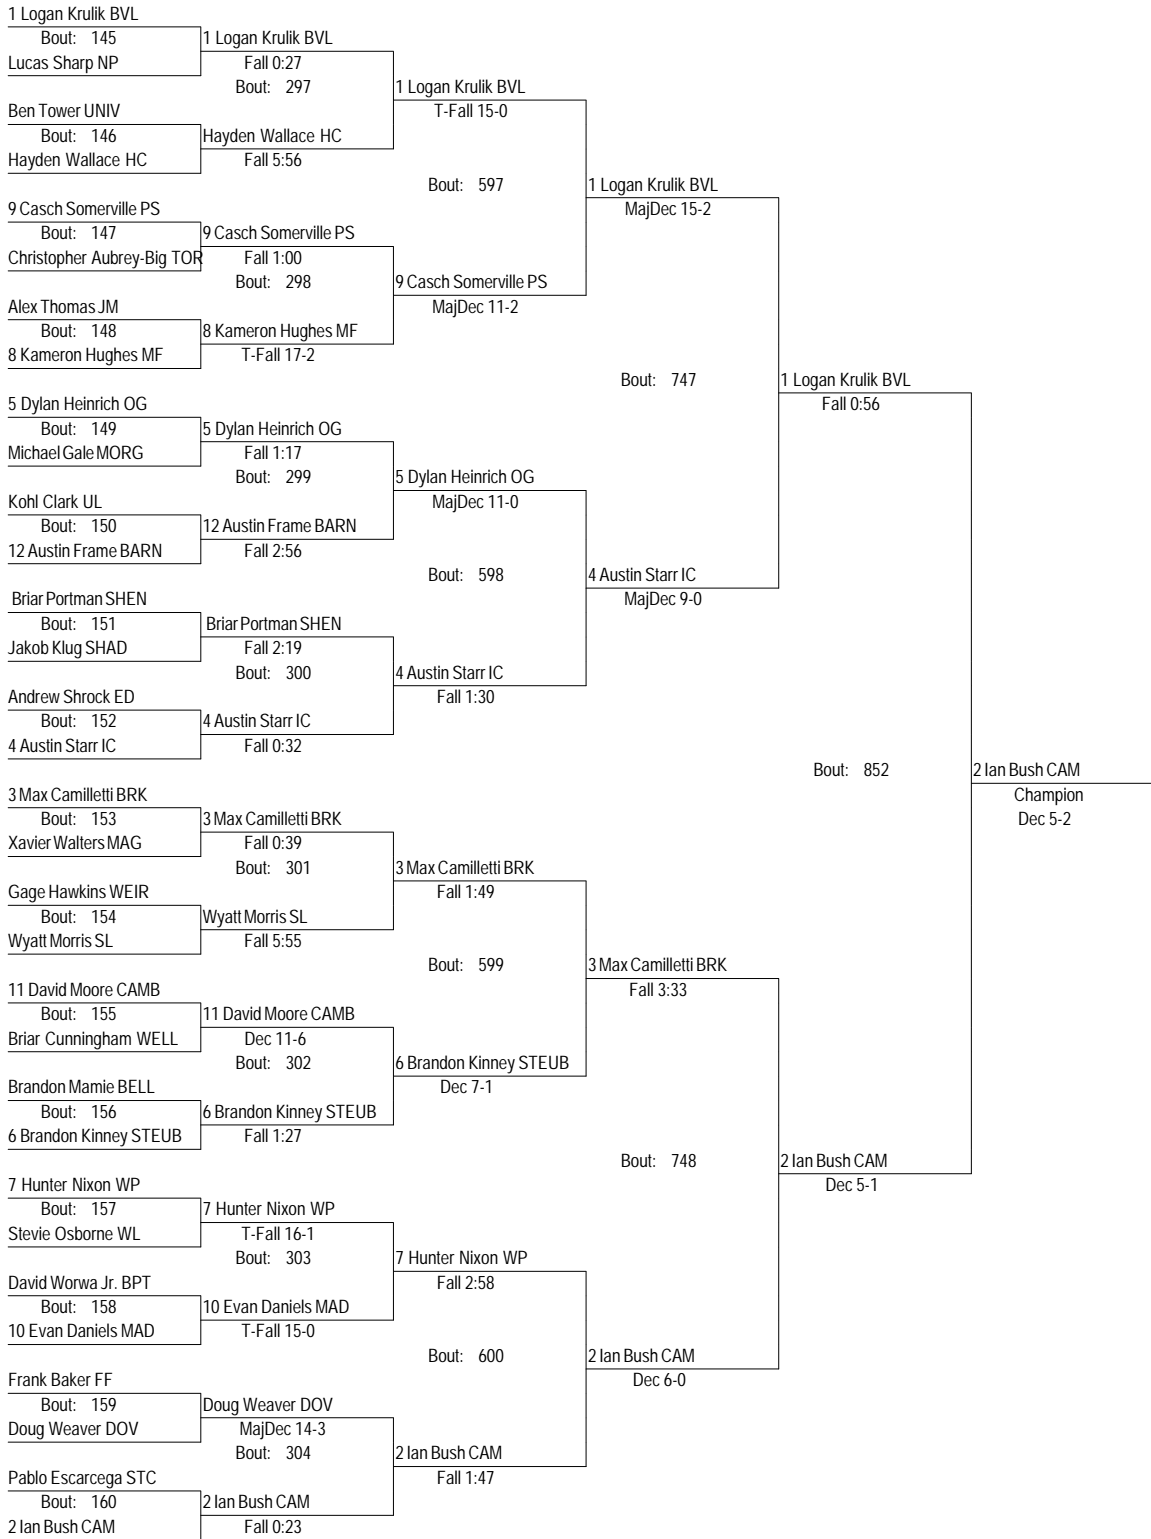 1 Logan Krulik BVL
Bout: 145
1 Logan Krulik BVL
Lucas Sharp NP
Fall 0:27
Bout: 297
1 Logan Krulik BVL
Ben Tower UNIV
T-Fall 15-0
Bout: 146
Hayden Wallace HC
Hayden Wallace HC
Fall 5:56
Bout: 597
1 Logan Krulik BVL
9 Casch Somerville PS
MajDec 15-2
Bout: 147
9 Casch Somerville PS
Christopher Aubrey-Big TOR
Fall 1:00
Bout: 298
9 Casch Somerville PS
Alex Thomas JM
MajDec 11-2
Bout: 148
8 Kameron Hughes MF
8 Kameron Hughes MF
T-Fall 17-2
Bout: 747
1 Logan Krulik BVL
5 Dylan Heinrich OG
Fall 0:56
Bout: 149
5 Dylan Heinrich OG
Michael Gale MORG
Fall 1:17
Bout: 299
5 Dylan Heinrich OG
Kohl Clark UL
MajDec 11-0
Bout: 150
12 Austin Frame BARN
12 Austin Frame BARN
Fall 2:56
Bout: 598
4 Austin Starr IC
Briar Portman SHEN
MajDec 9-0
Bout: 151
Briar Portman SHEN
Jakob Klug SHAD
Fall 2:19
Bout: 300
4 Austin Starr IC
Andrew Shrock ED
Fall 1:30
Bout: 152
4 Austin Starr IC
4 Austin Starr IC
Fall 0:32
Bout: 852
2 Ian Bush CAM
3 Max Camilletti BRK
Champion
Bout: 153
3 Max Camilletti BRK
Dec 5-2
Xavier Walters MAG
Fall 0:39
Bout: 301
3 Max Camilletti BRK
Gage Hawkins WEIR
Fall 1:49
Bout: 154
Wyatt Morris SL
Wyatt Morris SL
Fall 5:55
Bout: 599
3 Max Camilletti BRK
11 David Moore CAMB
Fall 3:33
Bout: 155
11 David Moore CAMB
Briar Cunningham WELL
Dec 11-6
Bout: 302
6 Brandon Kinney STEUB
Brandon Mamie BELL
Dec 7-1
Bout: 156
6 Brandon Kinney STEUB
6 Brandon Kinney STEUB
Fall 1:27
Bout: 748
2 Ian Bush CAM
7 Hunter Nixon WP
Dec 5-1
Bout: 157
7 Hunter Nixon WP
Stevie Osborne WL
T-Fall 16-1
Bout: 303
7 Hunter Nixon WP
David Worwa Jr. BPT
Fall 2:58
Bout: 158
10 Evan Daniels MAD
10 Evan Daniels MAD
T-Fall 15-0
Bout: 600
2 Ian Bush CAM
Frank Baker FF
Dec 6-0
Bout: 159
Doug Weaver DOV
Doug Weaver DOV
MajDec 14-3
Bout: 304
2 Ian Bush CAM
Pablo Escarcega STC
Fall 1:47
Bout: 160
2 Ian Bush CAM
2 Ian Bush CAM
Fall 0:23